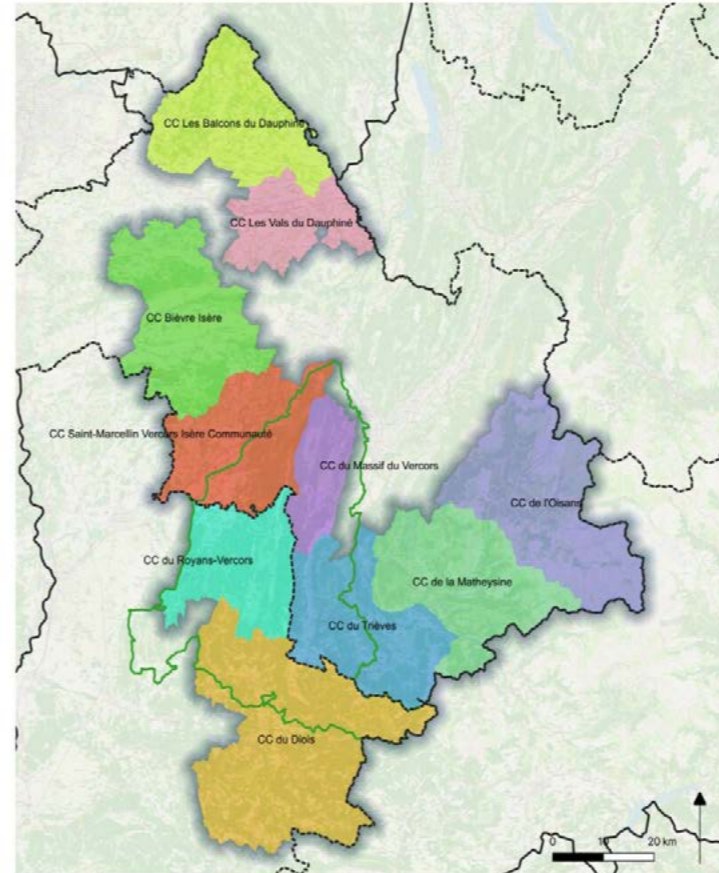 CC Les Balcons du Dauphiné
CC Les Vals du Dauphiné
CC Bièvre Isère
CC Saint-Marcellin Vercors Isère Communauté
CC du Massif du Vercors
CC de l'Oisans
CC du Royans-Vercors
CC de la Matheysine
CC du Trièves
CC du Diois
0 10 20 km